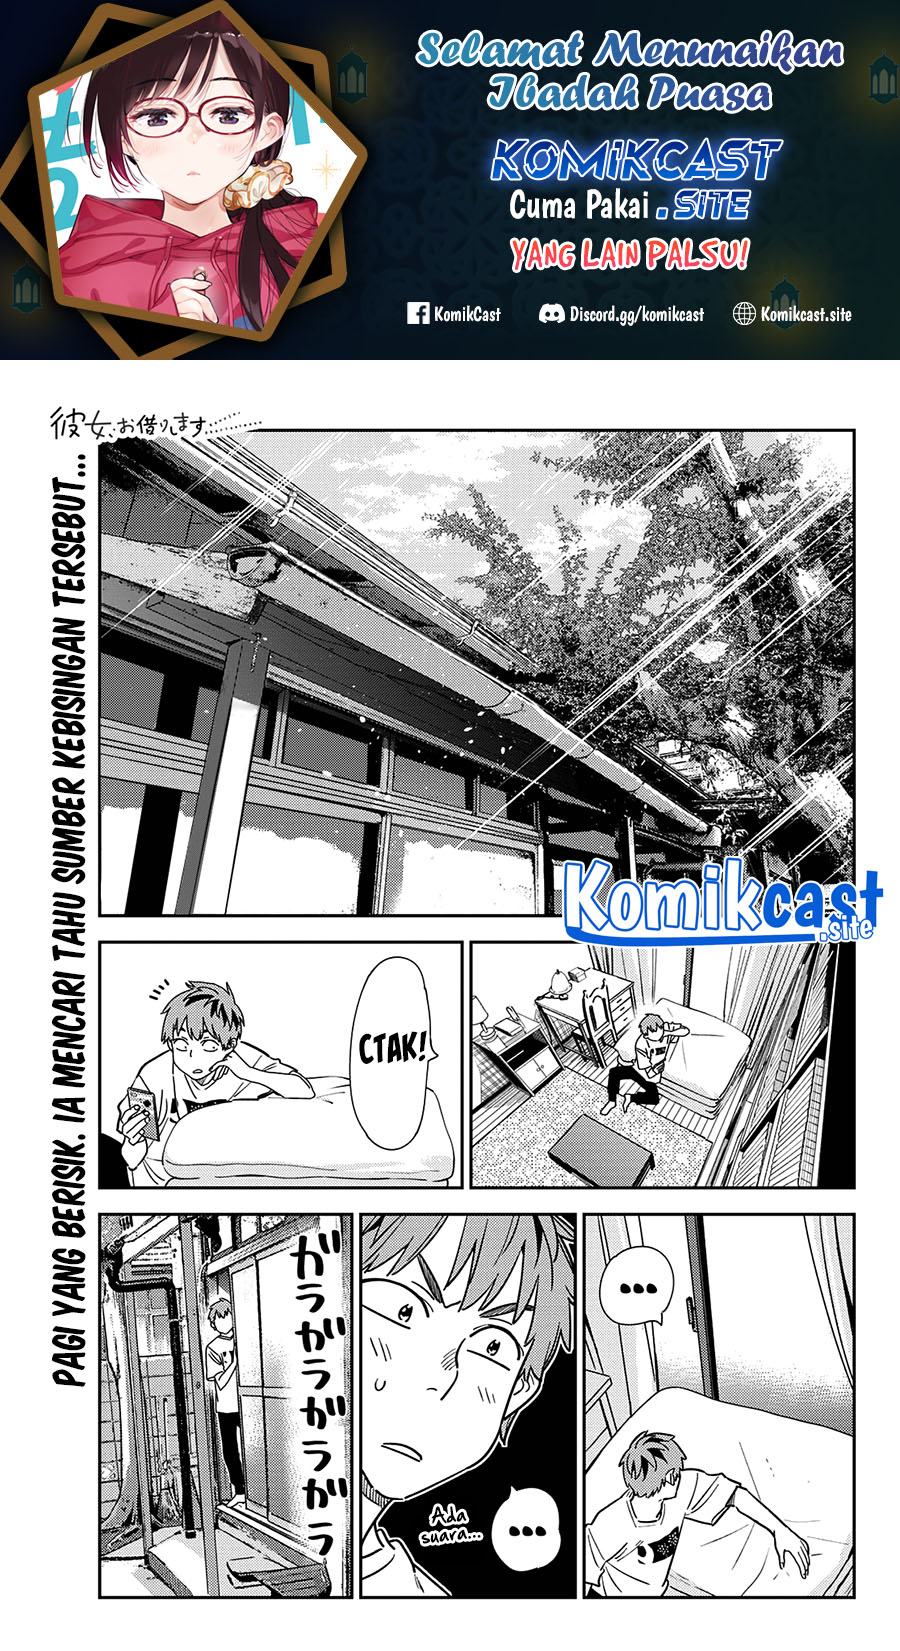 Selamat Menunaikan
Ibadah Puasa
KOMIKCAST
Cuma Pakai .SITE
YANG LAIN PALSU!
KomikCast
Discord.gg/komikcast
Komikcast.site
彼女、お借りします
PAGI YANG BERISIK. IA MENCARI TAHU SUMBER KEBISINGAN TERSEBUT...
Komikcast
.site
CTAK!
...
...
Ada
suara...
ガラガラガラガラ